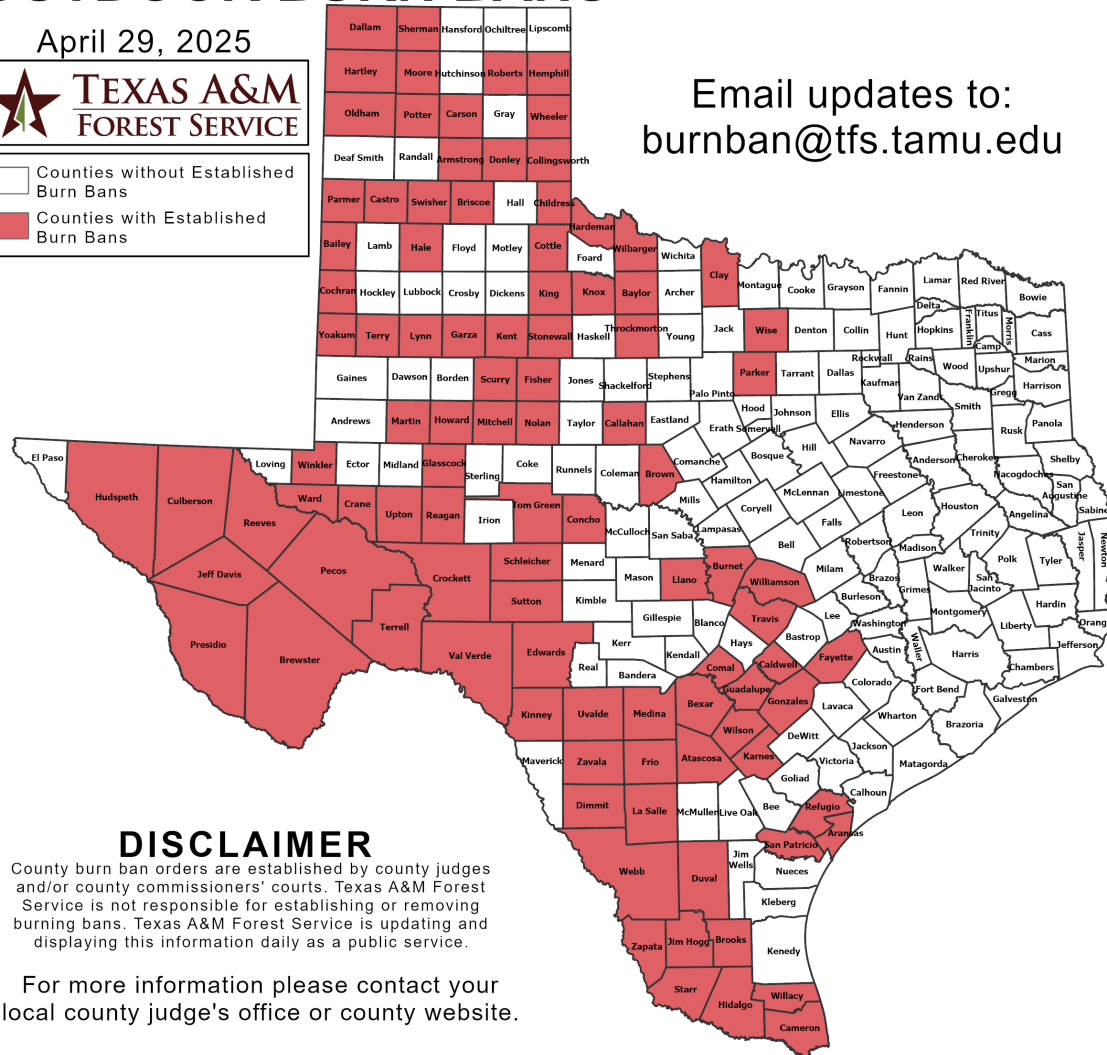 April 29, 2025
TEXAS A&M
FOREST SERVICE
Counties without Established
Burn Bans
Counties with Established
Burn Bans
Email updates to:
burnban@tfs.tamu.edu
Dallam Sherman Hansford Ochiltree Lipscomb
Hartley Moore Hutchinson Roberts Hemphill
Oldham Potter Carson Gray Wheeler
Deaf Smith Randall Armstrong Donley Collingsworth
Parmer Castro Swisher Briscoe Hall Childress
Hardeman
Bailey Lamb Hale Floyd Motley Cottle Foard Wilbarger Wichita Clay
Montague Cooke Grayson Fannin Lamar Red River Bowie
Cochran Hockley Lubbock Crosby Dickens King Knox Baylor Archer
Delta Franklin Titus Morris Cass
Yoakum Terry Lynn Garza Kent Stonewall Haskell Throckmorton Young Jack Wise Denton Collin Hunt Hopkins
Camp Marion
Rockwall Rains Wood Upshur
Gaines Dawson Borden Scurry Fisher Jones Shackelford Stephens Palo Pinto Parker Tarrant Dallas Kaufman Van Zandt Gregg Harrison
Andrews Martin Howard Mitchell Nolan Taylor Callahan Eastland Erath Hood Somervell Johnson Ellis Henderson Smith Rusk Panola
El Paso Hudspeth Culberson Reeves Loving Winkler Ector Midland Glasscock Sterling Coke Runnels Coleman Brown Comanche Bosque Hill Navarro Anderson Cherokee Shelby
Hamilton Freestone Nacogdoches
San
Augustine
Ward Crane Upton Reagan Irion Tom Green Concho McCulloch San Saba Mills Lampasas Coryell McLennan Limestone Leon Houston Angelina Sabine
Falls Robertson Madison Trinity
Jasper Newton
Jeff Davis Pecos Crockett Schleicher Menard Mason Llano Burnet Bell Milam Brazos Walker Polk Tyler
Williamson Burleson Grimes San
Jacinto
Presidio Brewster Terrell Sutton Kimble Gillespie Blanco Travis Lee Washington Montgomery Liberty Hardin
Val Verde Edwards Kerr Kendall Hays Bastrop Austin Waller Harris Jefferson
Real Bandera Comal Caldwell Fayette Colorado Fort Bend Chambers
Kinney Uvalde Medina Bexar Guadalupe Gonzales Lavaca Wharton Brazoria Galveston
Maverick Zavala Frio Atascosa Wilson Karnes DeWitt Jackson Matagorda
Victoria Goliad Calhoun
Dimmit La Salle McMullen Live Oak Bee Refugio
Aransas
San Patricio
Webb Duval Jim
Wells Nueces
Kleberg
Zapata Jim Hogg Brooks Kenedy
Starr Hidalgo Willacy
Cameron
DISCLAIMER
County burn ban orders are established by county judges
and/or county commissioners' courts. Texas A&M Forest
Service is not responsible for establishing or removing
burning bans. Texas A&M Forest Service is updating and
displaying this information daily as a public service.
For more information please contact your
local county judge's office or county website.